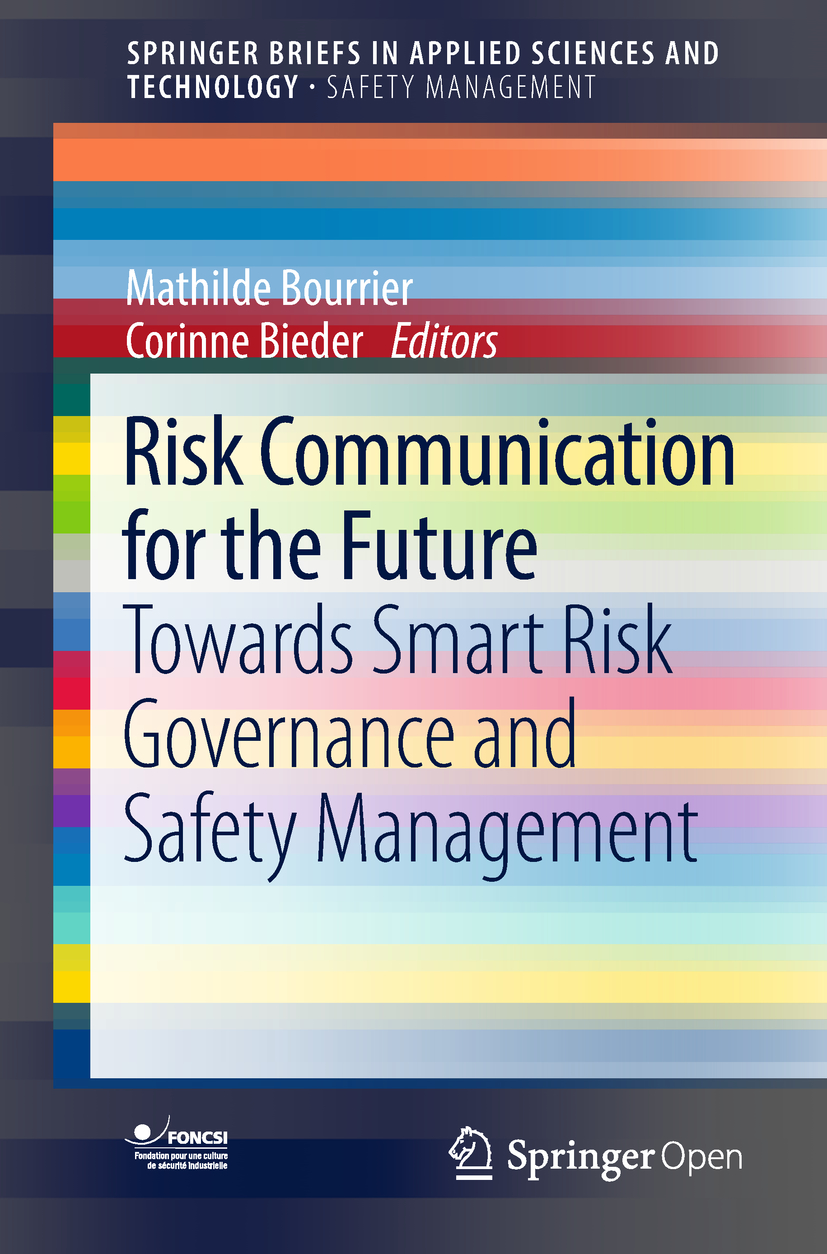 SPRINGER BRIEFS IN APPLIED SCIENCES AND
TECHNOLOGY · SAFETY MANAGEMENT
Mathilde Bourrier
Corinne Bieder Editors
Risk Communication
for the Future
Towards Smart Risk
Governance and
Safety Management
FONCSI
Fondation pour une culture
de sécurité industrielle
Springer Open